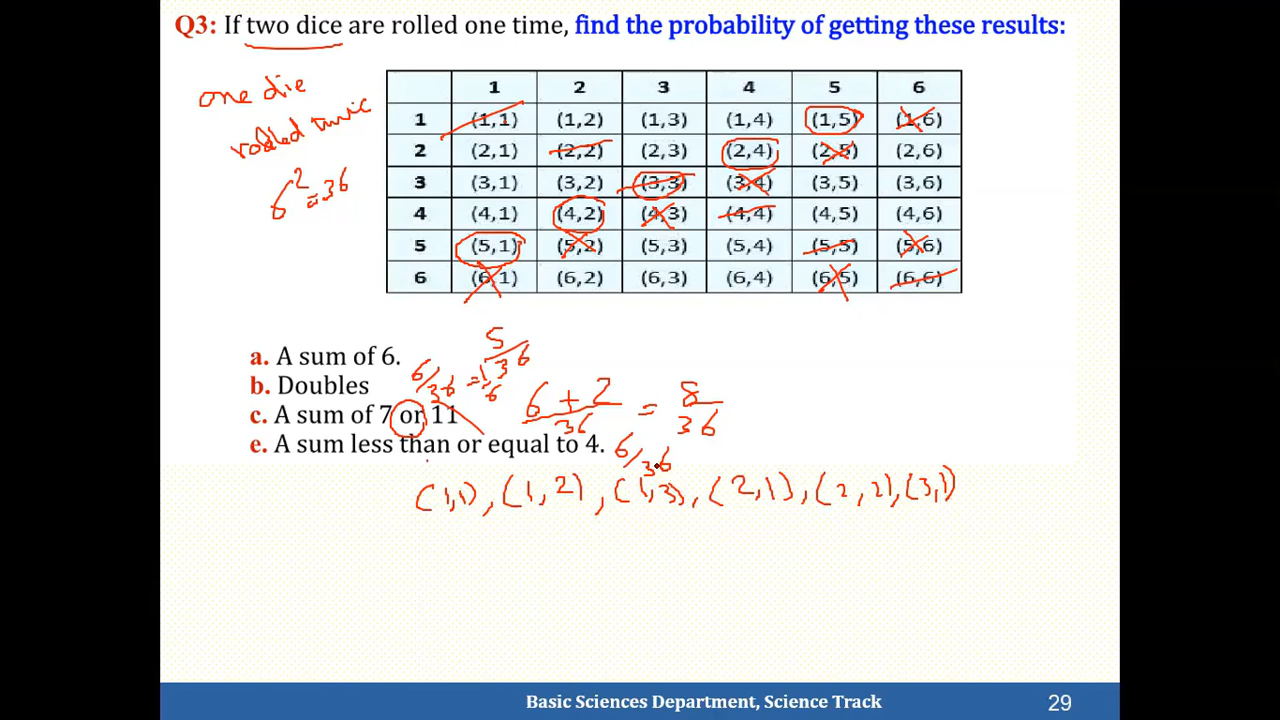 Q3: If two dice are rolled one time, find the probability of getting these results:
one die
rolled twic
6² = 36
1 2 3 4 5 6
1 (1,1) (1,2) (1,3) (1,4) (1,5) (1,6)
2 (2,1) (2,2) (2,3) (2,4) (2,5) (2,6)
3 (3,1) (3,2) (3,3) (3,4) (3,5) (3,6)
4 (4,1) (4,2) (4,3) (4,4) (4,5) (4,6)
5 (5,1) (5,2) (5,3) (5,4) (5,5) (5,6)
6 (6,1) (6,2) (6,3) (6,4) (6,5) (6,6)
a. A sum of 6. 5/36
b. Doubles 6/36 = 1/6
c. A sum of 7 or 11 6 + 2/36 = 8/36
e. A sum less than or equal to 4. 6/36
(1,1), (1,2), (1,3), (2,1), (2,2), (3,1)
Basic Sciences Department, Science Track 29